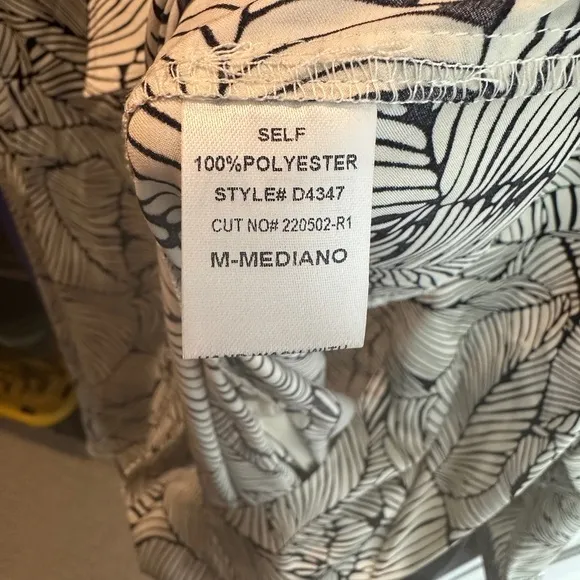 SELF
100%POLYESTER
STYLE# D4347
CUT NO# 220502-R1
M-MEDIANO